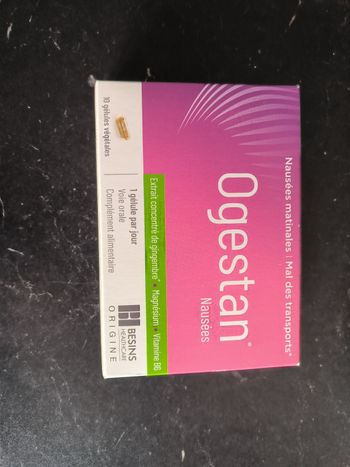 Nausées matinales | Mal des transports*
Ogestan®
Nausées
Extrait concentré de gingembre* • Magnésium • Vitamine B6
1 gélule par jour
Voie orale
Complément alimentaire
10 gélules végétales
BESINS
HEALTHCARE
ORIGINE